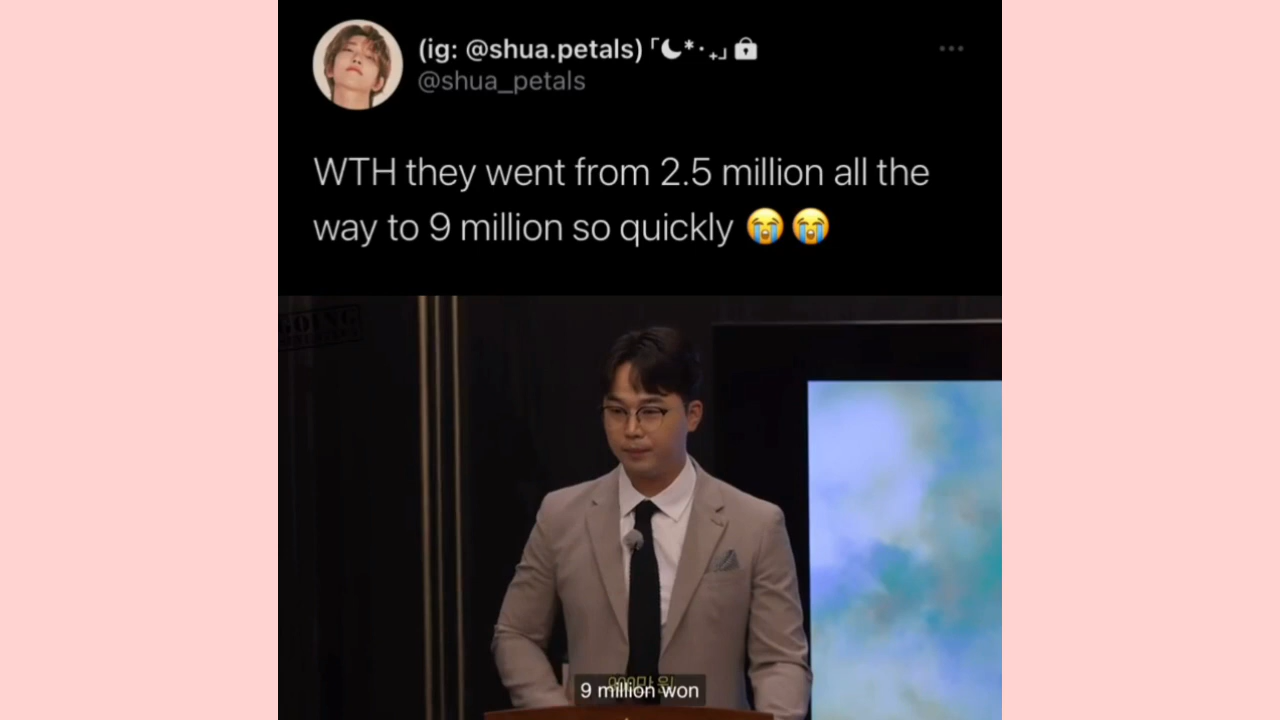 (ig: @shua.petals)「☾*･.₊」🔒
@shua_petals
WTH they went from 2.5 million all the
way to 9 million so quickly 😭😭
GOING
9 million won